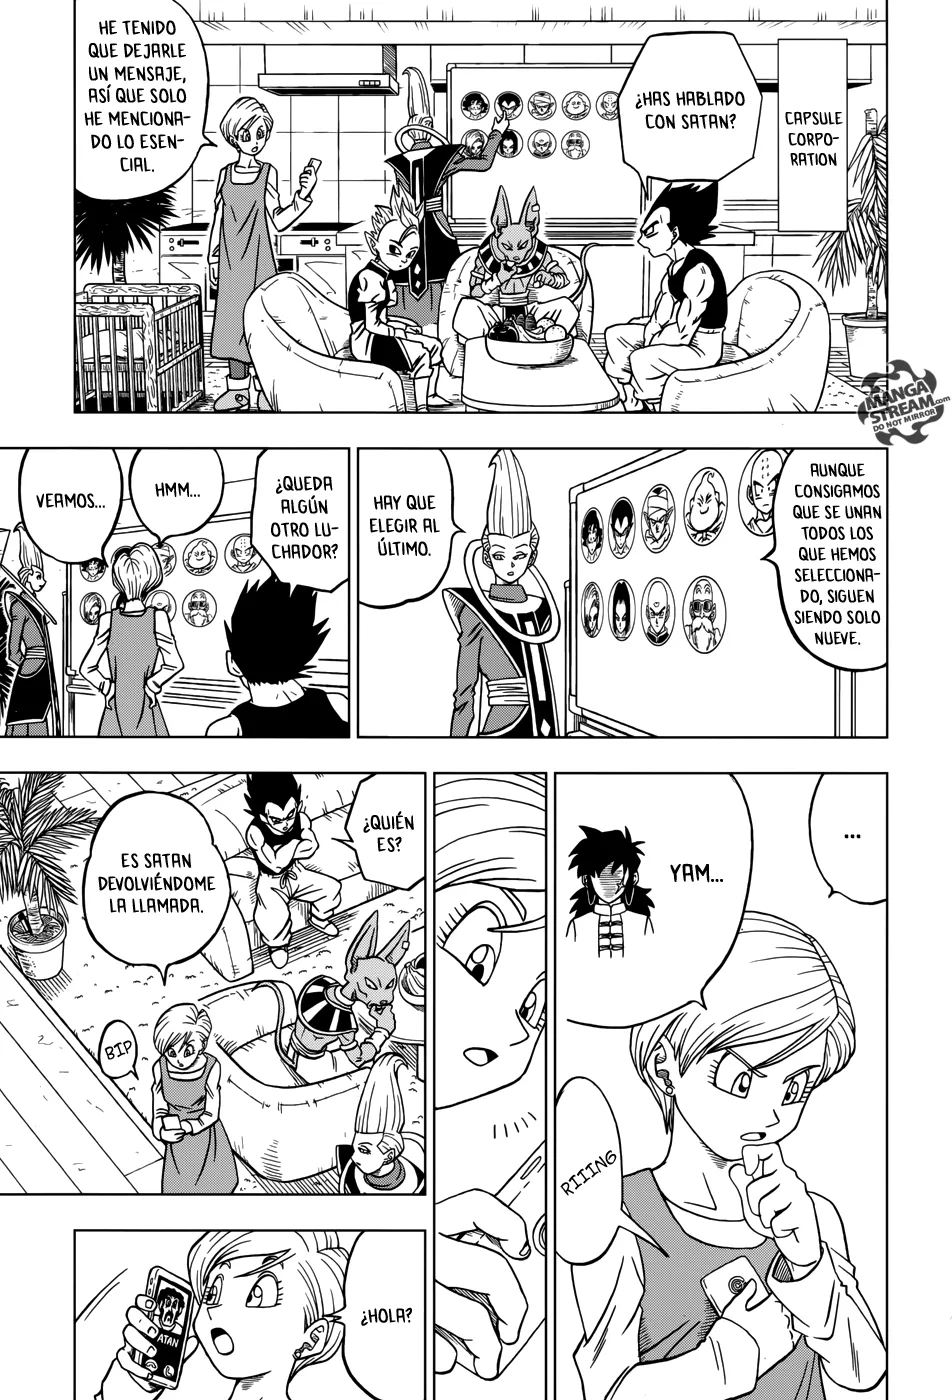 CAPSULE
CORPO-
RATION
¿HAS HABLADO
CON SATAN?
HE TENIDO
QUE DEJARLE
UN MENSAJE,
ASÍ QUE SOLO
HE MENCIONA-
DO LO ESEN-
CIAL.
MANGA
STREAM.com
DO NOT MIRROR
AUNQUE
CONSIGAMOS
QUE SE UNAN
TODOS LOS
QUE HEMOS
SELECCIONA-
DO, SIGUEN
SIENDO SOLO
NUEVE.
HAY QUE
ELEGIR AL
ÚLTIMO.
¿QUEDA
ALGÚN
OTRO LU-
CHADOR?
HMM...
VEAMOS...
...
YAM...
RIIING
¿QUIÉN
ES?
ES SATAN
DEVOLVIÉNDOME
LA LLAMADA.
BIP
¿HOLA?
ATAN